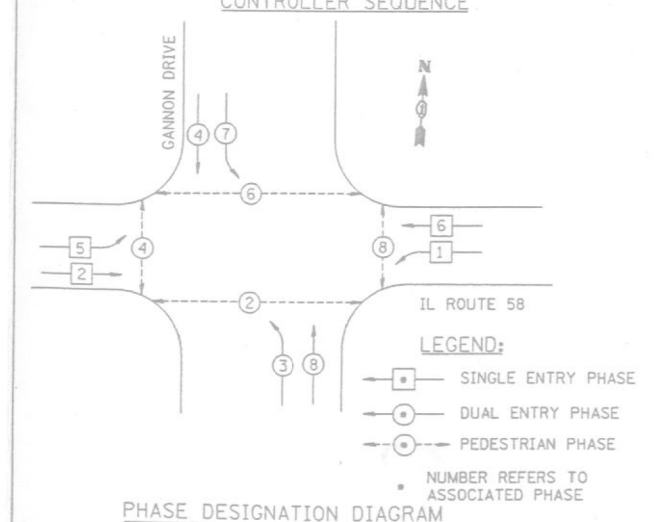 CONTROLLER SEQUENCE
GANNON DRIVE
N
4
7
6
6
5
4
8
1
2
2
IL ROUTE 58
3
8
LEGEND:
SINGLE ENTRY PHASE
DUAL ENTRY PHASE
PEDESTRIAN PHASE
NUMBER REFERS TO
ASSOCIATED PHASE
PHASE DESIGNATION DIAGRAM